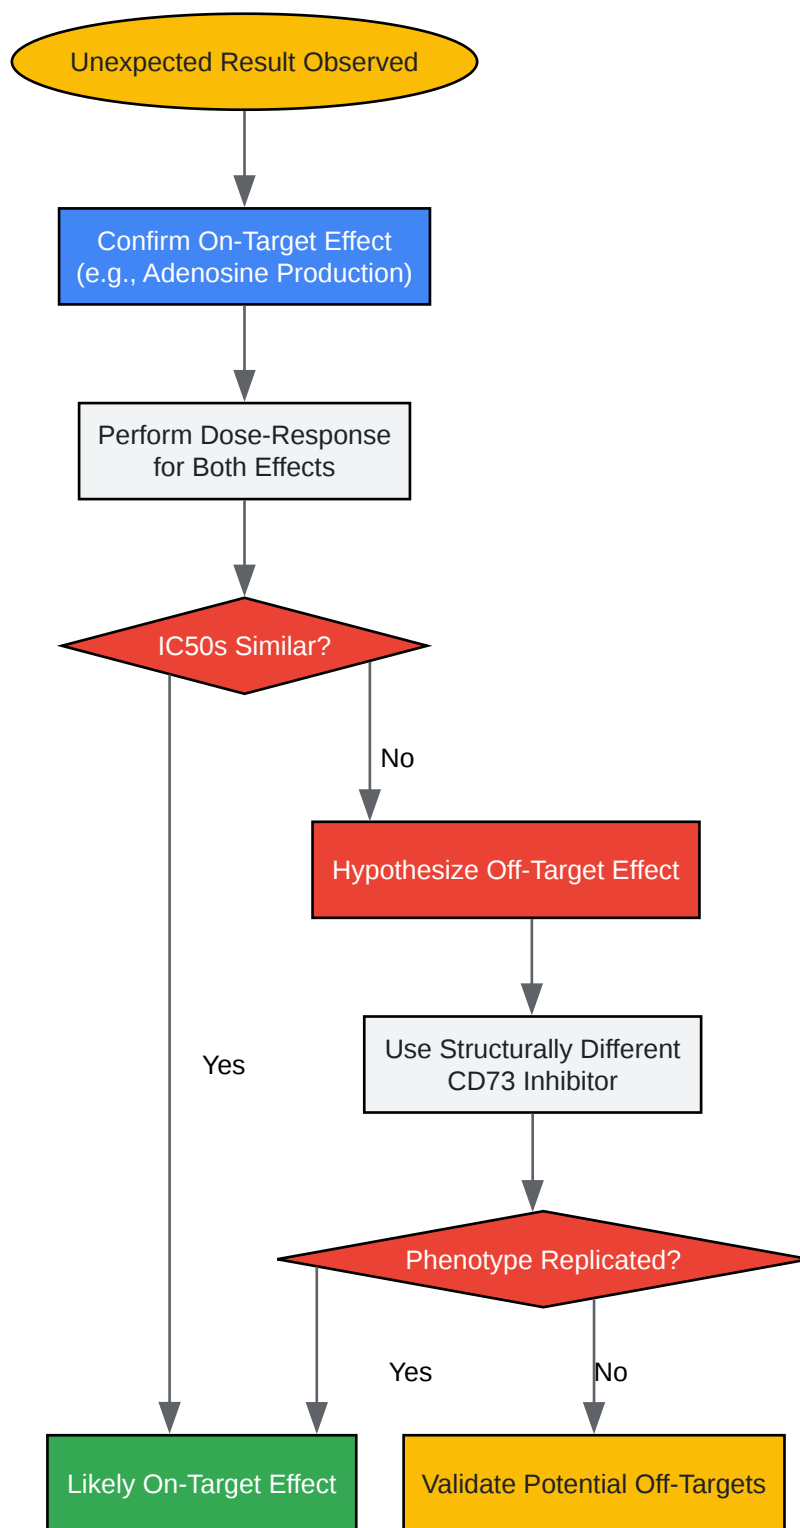 Unexpected Result Observed
Confirm On-Target Effect
(e.g., Adenosine Production)
Perform Dose-Response
for Both Effects
IC50s Similar?
No
Hypothesize Off-Target Effect
Use Structurally Different
CD73 Inhibitor
Yes
Phenotype Replicated?
Yes
No
Likely On-Target Effect
Validate Potential Off-Targets